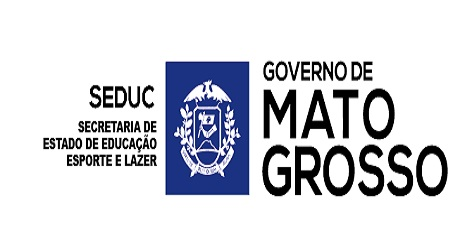 SEDUC
SECRETARIA DE
ESTADO DE EDUCAÇÃO
ESPORTE E LAZER
GOVERNO DE
MATO
GROSSO